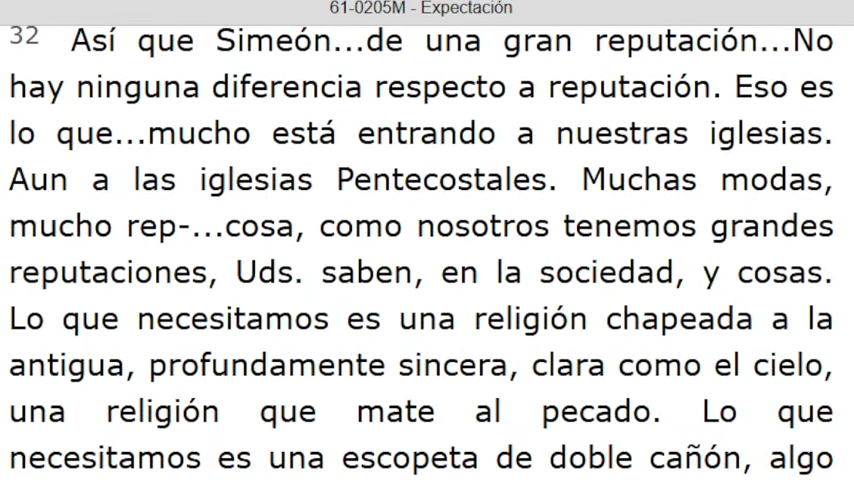 61-0205M - Expectación
32 Así que Simeón...de una gran reputación...No
hay ninguna diferencia respecto a reputación. Eso es
lo que...mucho está entrando a nuestras iglesias.
Aun a las iglesias Pentecostales. Muchas modas,
mucho rep-...cosa, como nosotros tenemos grandes
reputaciones, Uds. saben, en la sociedad, y cosas.
Lo que necesitamos es una religión chapeada a la
antigua, profundamente sincera, clara como el cielo,
una religión que mate al pecado. Lo que
necesitamos es una escopeta de doble cañón, algo